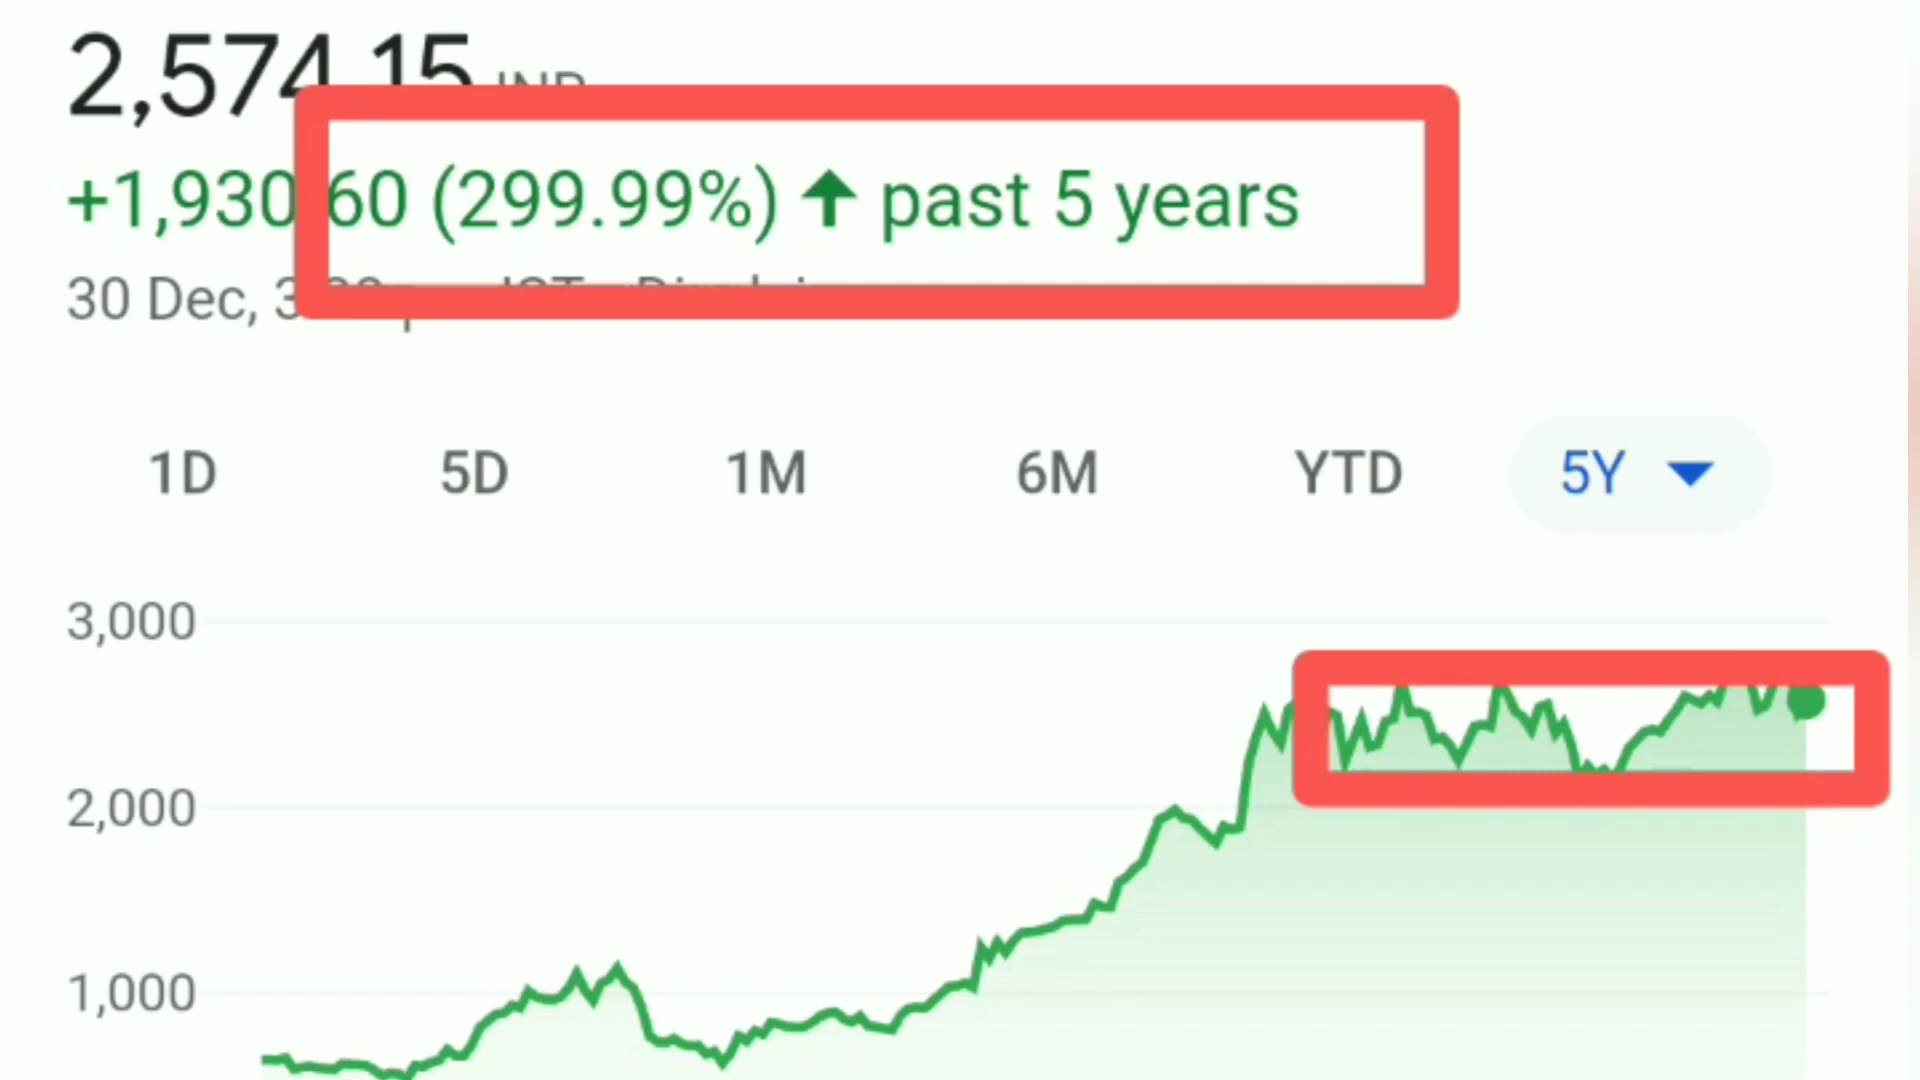 2,574.15 INR
+1,930.60 (299.99%) ↑ past 5 years
30 Dec,
1D 5D 1M 6M YTD 5Y
3,000
2,000
1,000